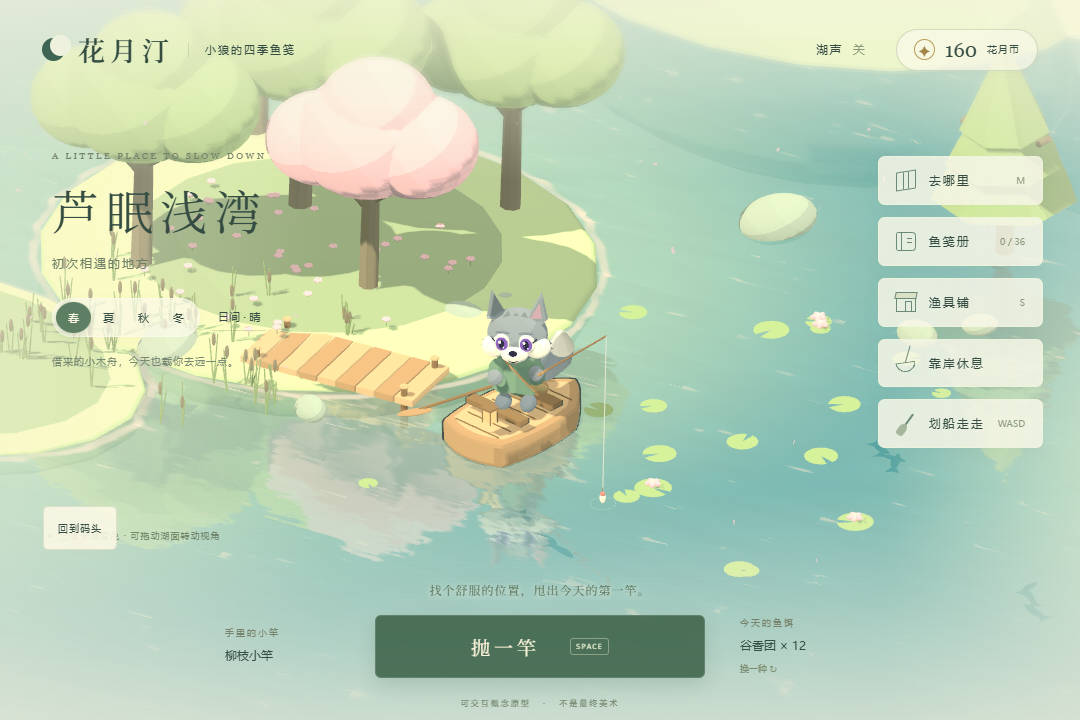 花月汀
小狼的四季鱼笺
湖声 关
160 花月币
A LITTLE PLACE TO SLOW DOWN
芦眠浅湾
初次相遇的地方
春 夏 秋 冬 日间·晴
借来的小木舟，今天也载你去远一点。
去哪里 M
鱼笺册 0 / 36
渔具铺 S
靠岸休息
划船走走 WASD
回到码头
· 可拖动湖面转动视角
找个舒服的位置，甩出今天的第一竿。
手里的小竿
柳枝小竿
抛一竿 SPACE
今天的鱼饵
谷香团 × 12
换一种 ↻
可交互概念原型 · 不是最终美术